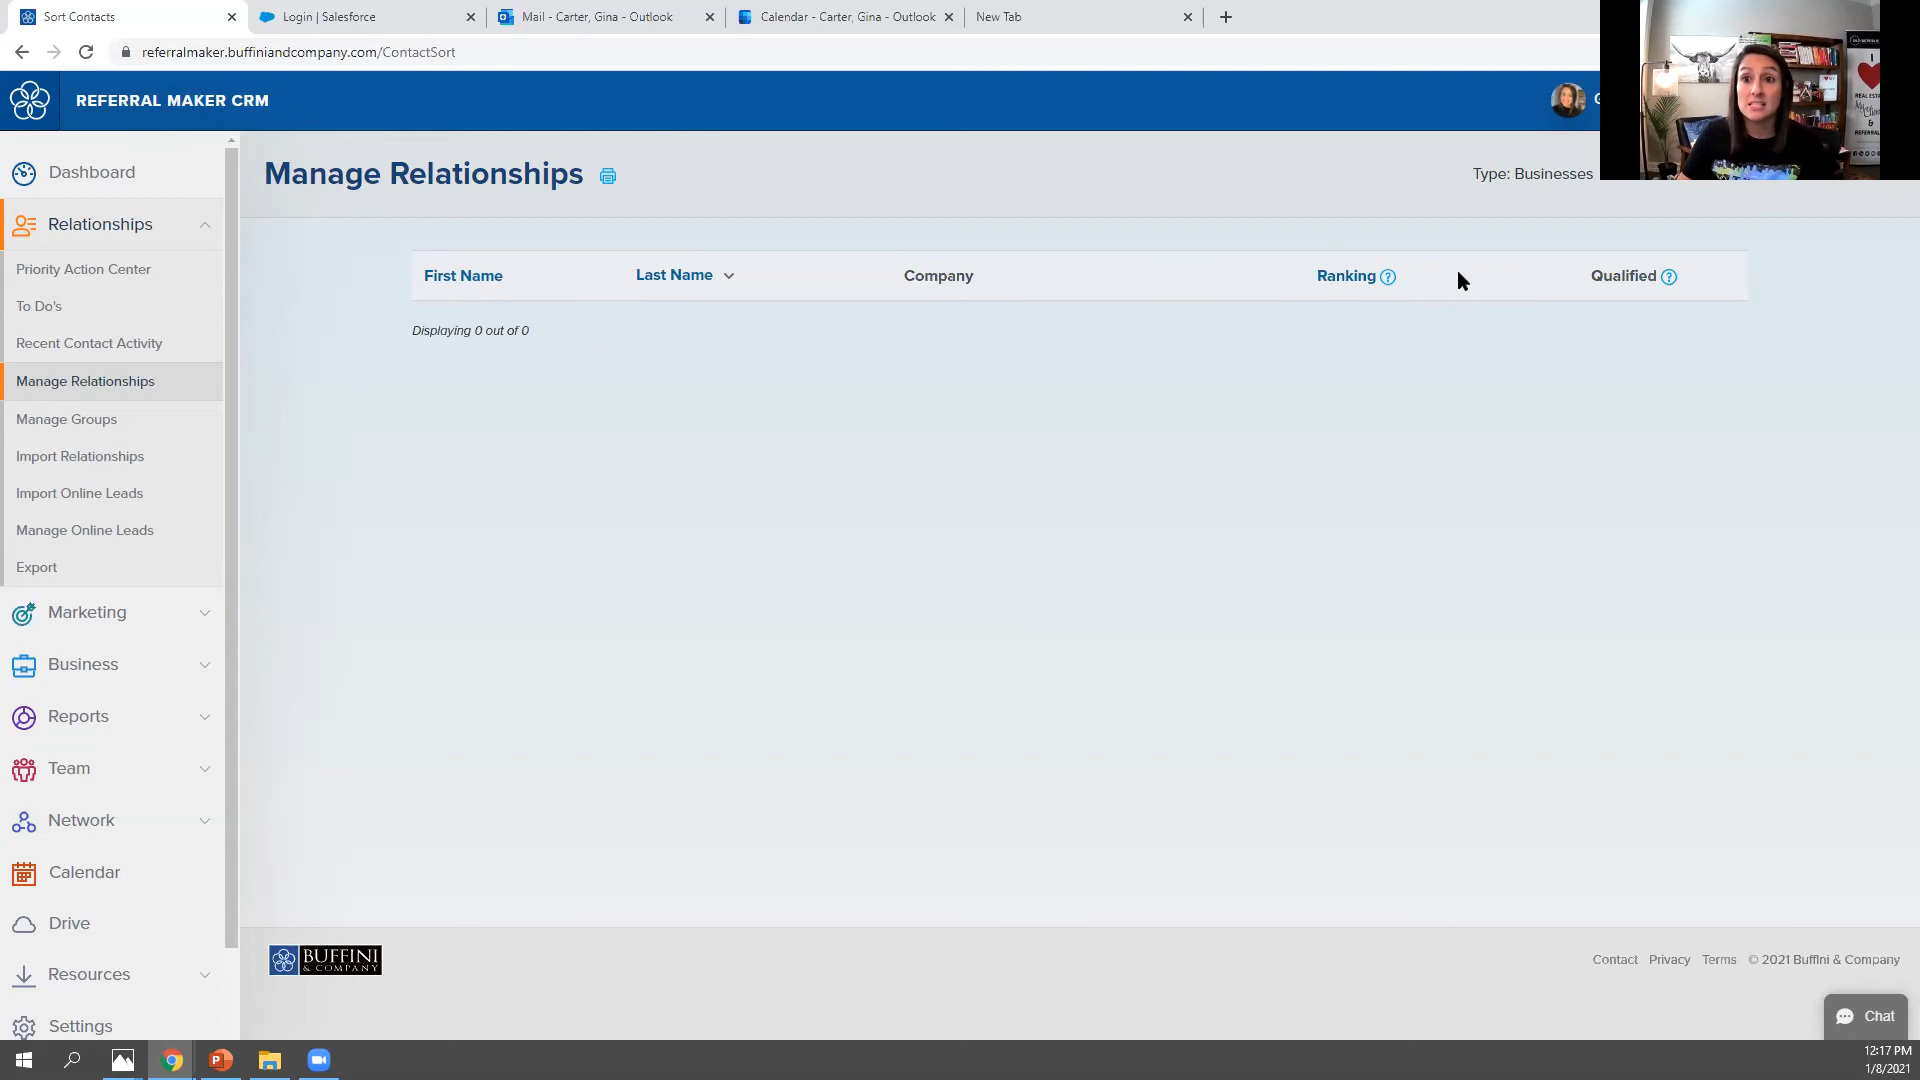 Sort Contacts
Login | Salesforce
Mail - Carter, Gina - Outlook
Calendar - Carter, Gina - Outlook
New Tab
referralmaker.buffiniandcompany.com/ContactSort
REFERRAL MAKER CRM
Dashboard
Relationships
Priority Action Center
To Do's
Recent Contact Activity
Manage Relationships
Manage Groups
Import Relationships
Import Online Leads
Manage Online Leads
Export
Marketing
Business
Reports
Team
Network
Calendar
Drive
Resources
Settings
Manage Relationships
Type: Businesses
First Name
Last Name
Company
Ranking ?
Qualified ?
Displaying 0 out of 0
I
REAL ESTATE
&
BUFFINI
& COMPANY
Contact Privacy Terms © 2021 Buffini & Company
Chat
12:17 PM
1/8/2021